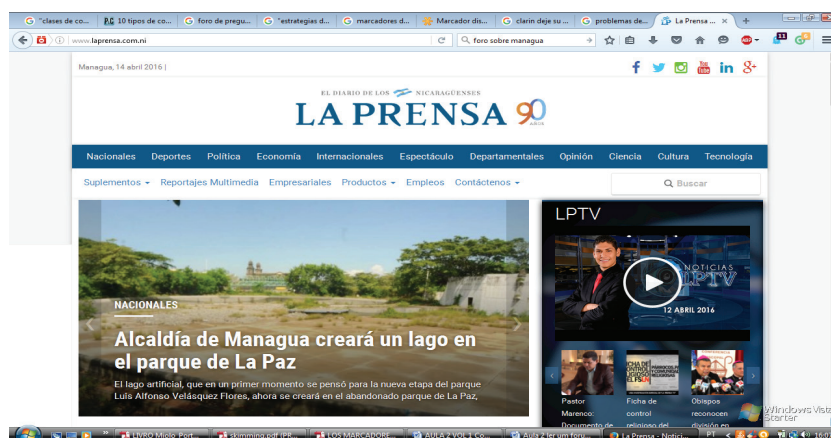 "clases de co...
10 tipos de co...
foro de pregu...
"estrategias d...
marcadores d...
Marcador dis...
clarin deje su ...
problemas de...
La Prensa ...
www.laprensa.com.ni
foro sobre managua
11
Managua, 14 abril 2016 |
EL DIARIO DE LOS NICARAGÜENSES
LA PRENSA 90
Nacionales Deportes Política Economía Internacionales Espectáculo Departamentales Opinión Ciencia Cultura Tecnología
Suplementos Reportajes Multimedia Empresariales Productos Empleos Contáctenos
Buscar
NACIONALES
Alcaldía de Managua creará un lago en
el parque de La Paz
El lago artificial, que en un primer momento se pensó para la nueva etapa del parque
Luis Alfonso Velásquez Flores, ahora se creará en el abandonado parque de La Paz,
LPTV
NOTICIAS
LPTV
12 ABRIL 2016
Pastor
Marenco:
Documento de
Ficha de
control
religioso del
Obispos
reconocen
división en
Windows Vista
Starter
LIVRO Miolo Port...
skimming.pdf (PR...
LOS MARCADORE...
AULA 2 VOL 1 Co...
Aula 2 ler um foru...
La Prensa - Notici...